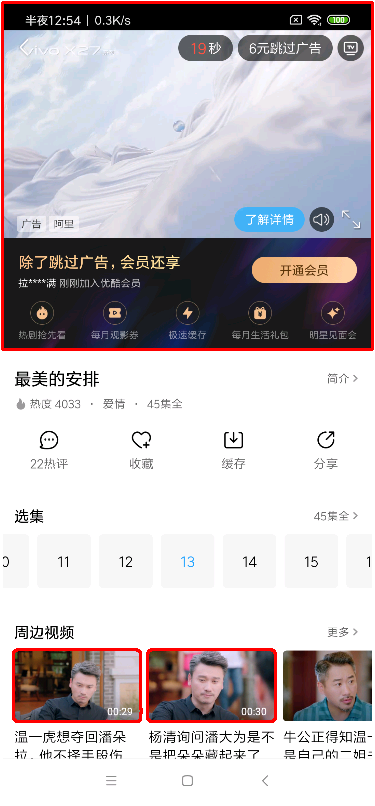 半夜12:54 | 0.3K/s
100
vivo X27
19 秒
6元跳过广告
TV
广告
阿里
了解详情
除了跳过广告，会员还享
拉****满 刚刚加入优酷会员
开通会员
热剧抢先看
每月观影券
极速缓存
每月生活礼包
明星见面会
最美的安排
简介 >
热度 4033 · 爱情 · 45集全
22热评
收藏
缓存
分享
选集
45集全 >
0
11
12
13
14
15
1
周边视频
更多 >
00:29
00:30
温一虎想夺回潘朵
拉，他不择手段伤
杨清询问潘大为是不
是把朵朵藏起来了
牛公正得知温一
是自己的二姐夫